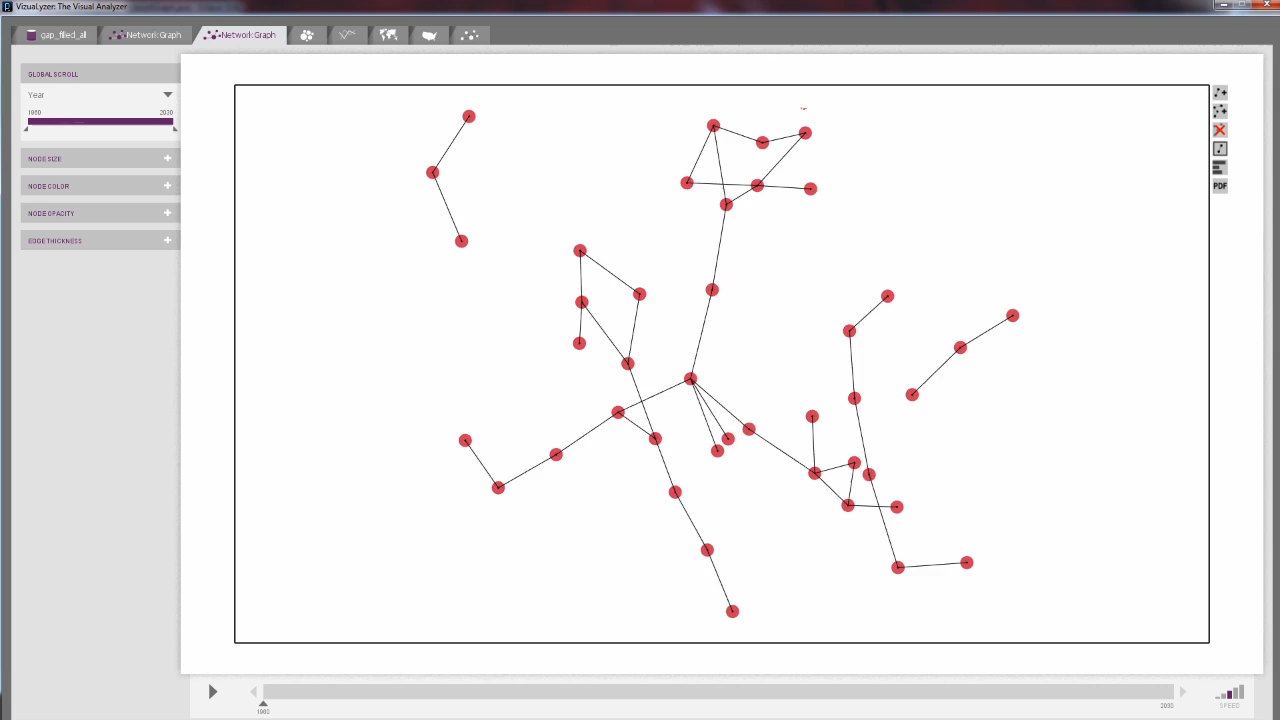 VizuaLyzer: The Visual Analyzer
gap_filled_all
Network Graph
Network Graph
GLOBAL SCROLL
Year
1960
2030
NODE SIZE
NODE COLOR
NODE OPACITY
EDGE THICKNESS
PDF
1960
2030
SPEED